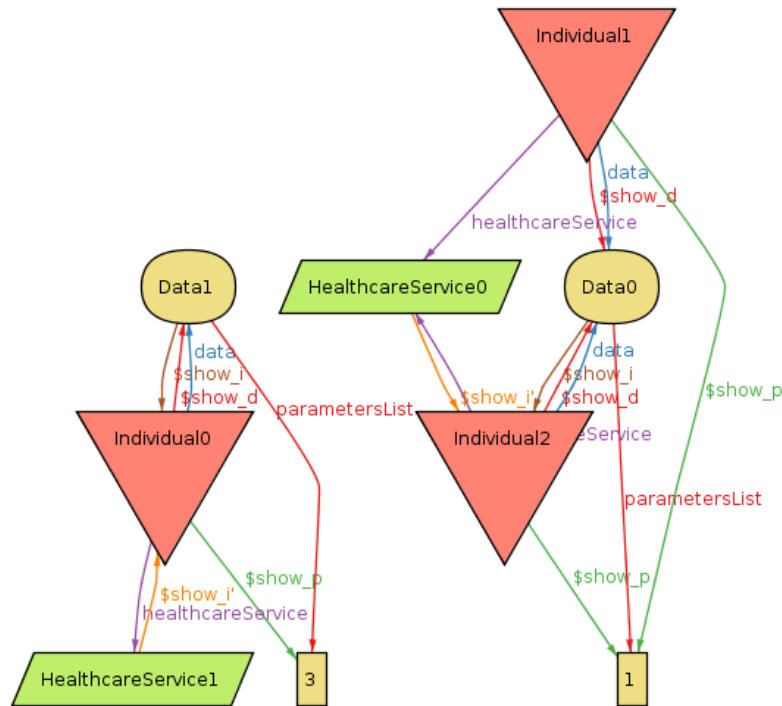 Individual1
data
$show_d
healthcareService
Data1
HealthcareService0
Data0
data
$show_i
$show_d
parametersList
$show_i'
data
$show_i
$show_d
$show_p
Individual0
Individual2
eService
parametersList
$show_p
$show_i'
healthcareService
$show_p
HealthcareService1
3
1